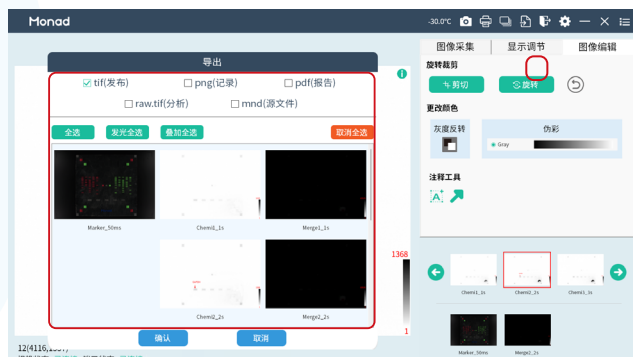 Monad
-30.0℃
导出
tif(发布)
png(记录)
pdf(报告)
raw.tif(分析)
mnd(源文件)
全选
发光全选
叠加全选
取消全选
Marker_50ms
Chemi1_1s
Merge1_1s
Chemi2_2s
Merge2_2s
确认
取消
1368
1
图像采集
显示调节
图像编辑
旋转裁剪
剪切
旋转
更改颜色
灰度反转
伪彩
Gray
注释工具
A
Chemi1_1s
Chemi2_2s
Chemi3_3s
Marker_50ms
Merge2_2s